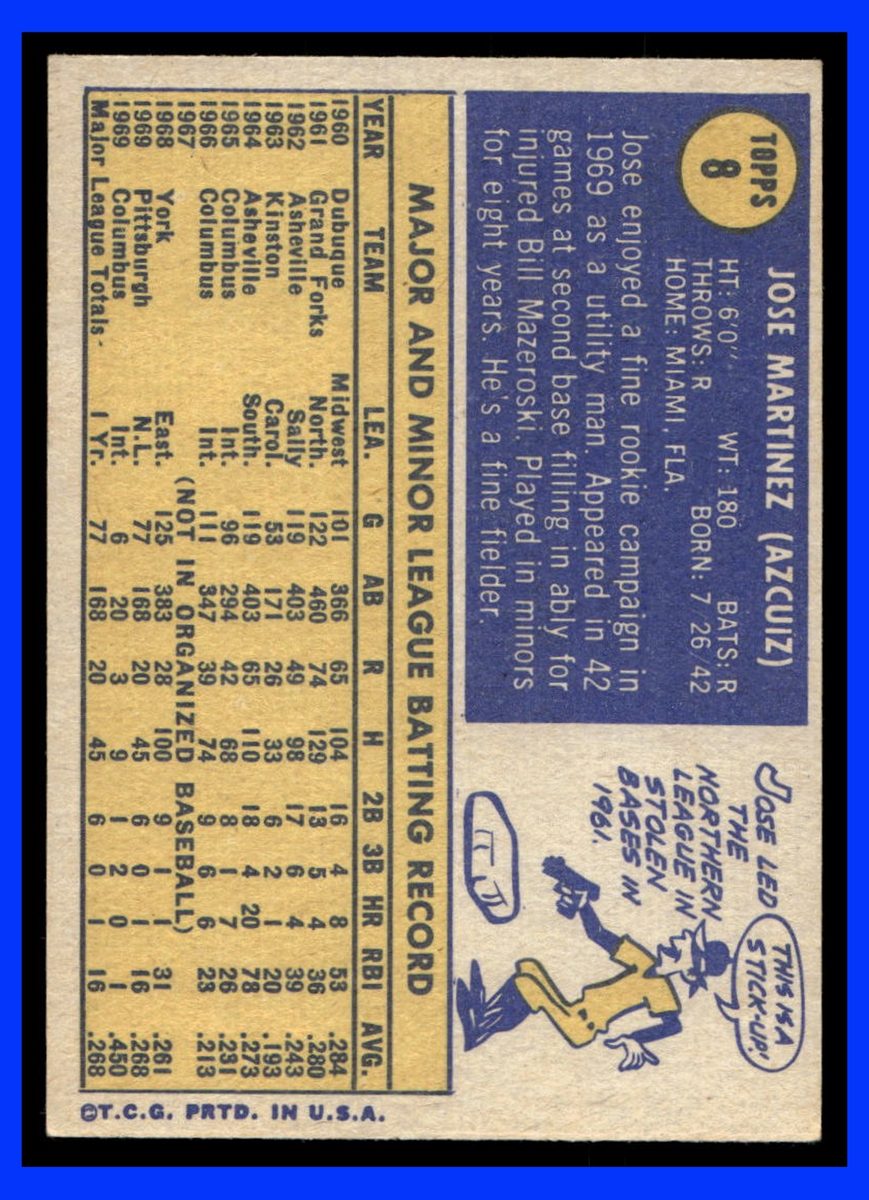 TOPPS
8
JOSE MARTINEZ (AZCUIZ)
HT: 6'0". WT: 180 BATS: R
THROWS: R BORN: 7 26 42
HOME: MIAMI, FLA.
Jose enjoyed a fine rookie campaign in
1969 as a utility man. Appeared in 42
games at second base filling in ably for
injured Bill Mazeroski. Played in minors
for eight years. He's a fine fielder.
JOSE LED
THE
NORTHERN
LEAGUE IN
STOLEN
BASES IN
1961.
THIS IS A
STICK-UP!
MAJOR AND MINOR LEAGUE BATTING RECORD
YEAR TEAM LEA. G AB R H 2B 3B HR RBI AVG.
1960 Dubuque Midwest 101 366 65 104 16 4 8 53 .284
1961 Grand Forks North. 122 460 74 129 13 5 4 36 .280
1962 Asheville Sally 119 403 49 98 17 6 4 39 .243
1963 Kinston Carol. 53 171 26 33 6 2 1 20 .193
1964 Asheville South. 119 403 65 110 18 4 20 78 .273
1965 Columbus Int. 96 294 42 68 8 1 7 26 .231
1966 Columbus Int. 111 347 39 74 9 6 6 23 .213
1967 (NOT IN ORGANIZED BASEBALL)
1968 York East. 125 383 28 100 9 1 1 31 .261
1969 Pittsburgh N.L. 77 168 20 45 6 0 1 16 .268
1969 Columbus Int. 6 20 3 9 1 2 0 1 .450
Major League Totals- 1 Yr. 77 168 20 45 6 0 1 16 .268
©T.C.G. PRTD. IN U.S.A.